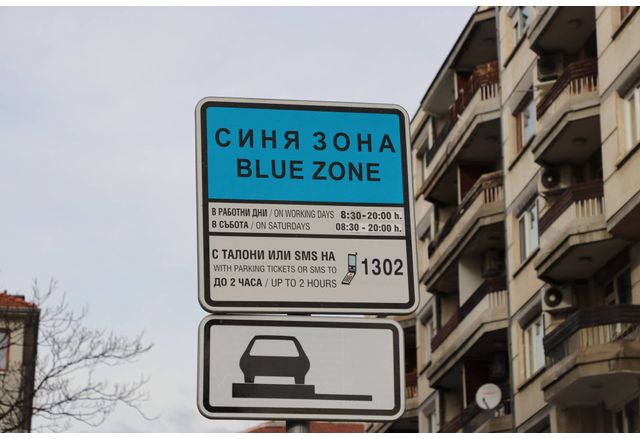 СИНЯ ЗОНА
BLUE ZONE
В РАБОТНИ ДНИ / ON WORKING DAYS 8:30-20:00 h.
В СЪБОТА / ON SATURDAYS 08:30 - 20:00 h.
С ТАЛОНИ ИЛИ SMS НА
WITH PARKING TICKETS OR SMS TO 1302
ДО 2 ЧАСА / UP TO 2 HOURS